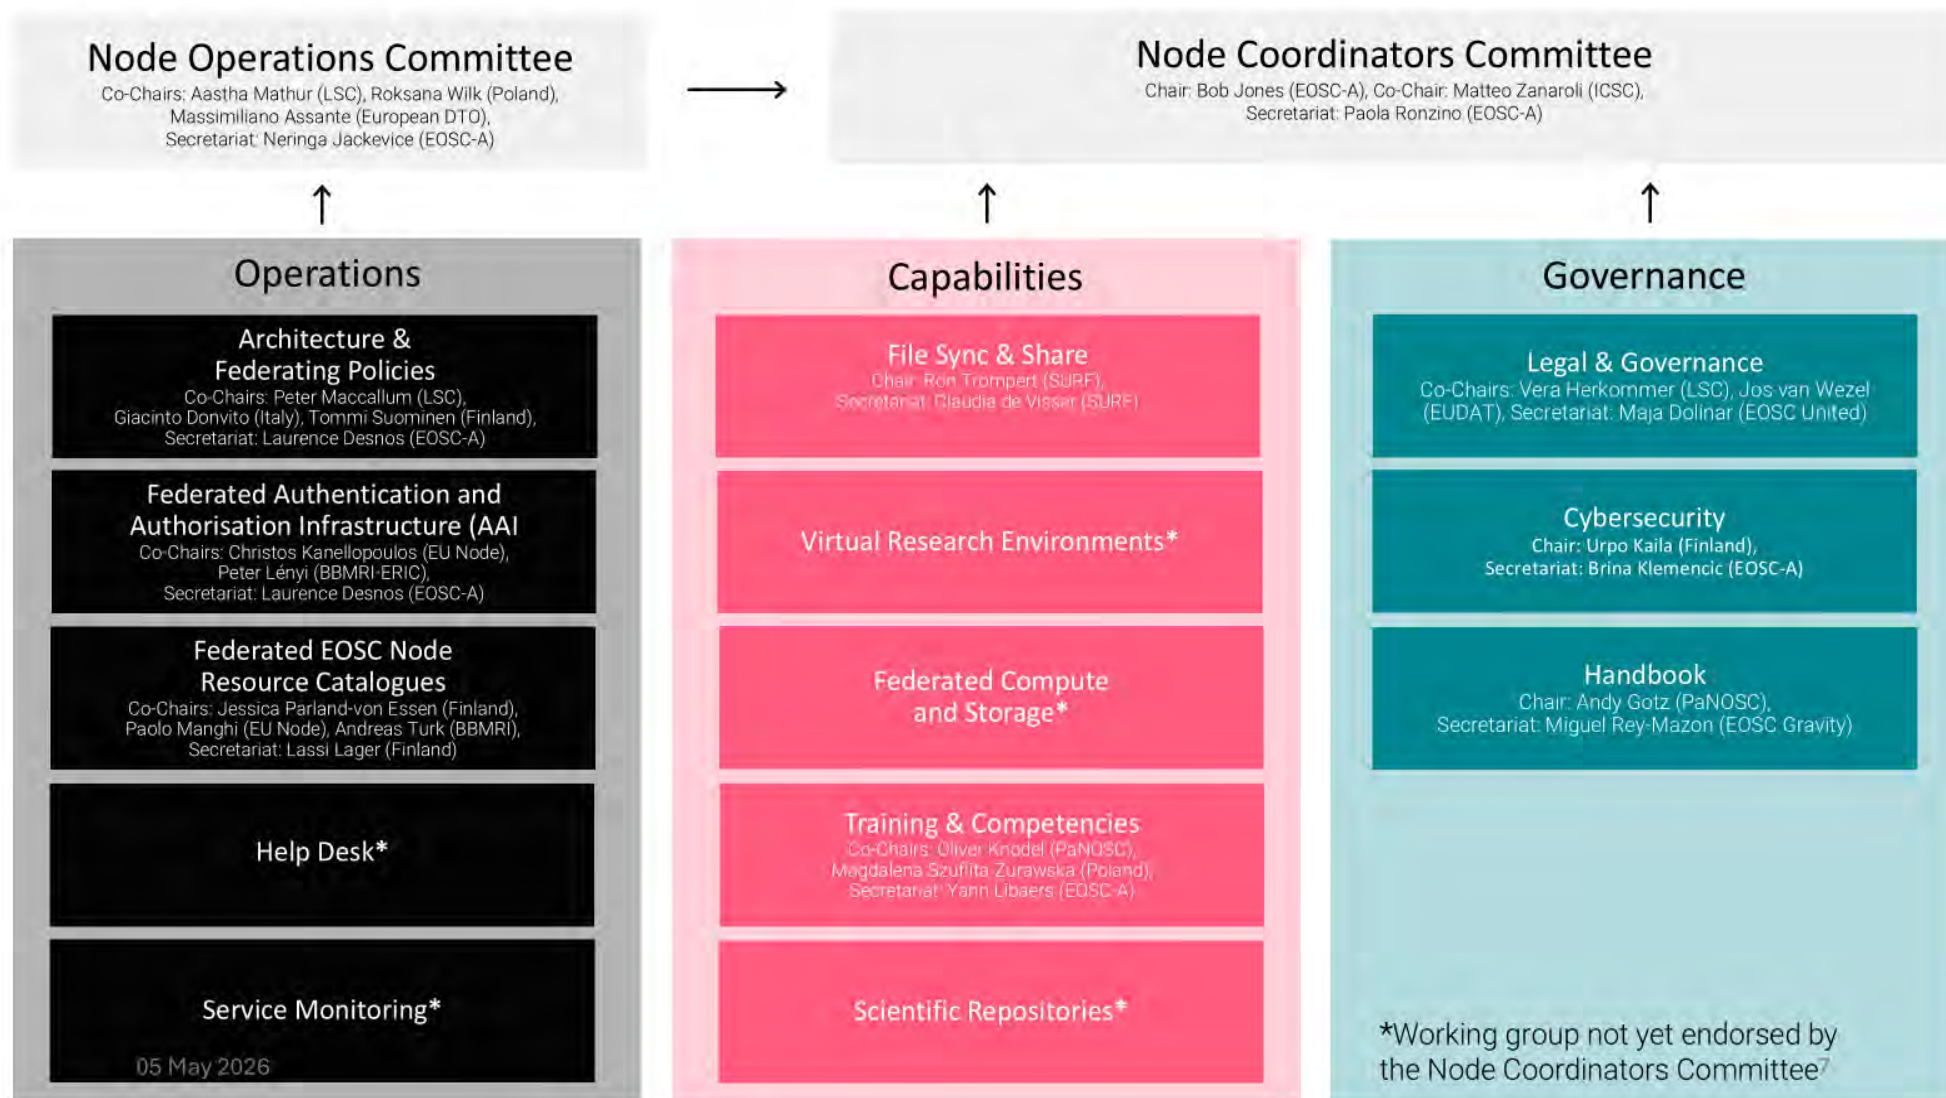 Node Operations Committee
Co-Chairs: Aastha Mathur (LSC), Roksana Wilk (Poland),
Massimiliano Assante (European DTO),
Secretariat: Neringa Jackevice (EOSC-A)
Node Coordinators Committee
Chair: Bob Jones (EOSC-A), Co-Chair: Matteo Zanaroli (ICSC),
Secretariat: Paola Ronzino (EOSC-A)
Operations
Architecture &
Federating Policies
Co-Chairs: Peter Maccallum (LSC),
Giacinto Donvito (Italy), Tommi Suominen (Finland),
Secretariat: Laurence Desnos (EOSC-A)
Federated Authentication and
Authorisation Infrastructure (AAI
Co-Chairs: Christos Kanellopoulos (EU Node),
Peter Lényi (BBMRI-ERIC),
Secretariat: Laurence Desnos (EOSC-A)
Federated EOSC Node
Resource Catalogues
Co-Chairs: Jessica Parland-von Essen (Finland),
Paolo Manghi (EU Node), Andreas Turk (BBMRI),
Secretariat: Lassi Lager (Finland)
Help Desk*
Service Monitoring*
05 May 2026
Capabilities
File Sync & Share
Chair: Ron Trompert (SURF),
Secretariat: Claudia de Visser (SURF)
Virtual Research Environments*
Federated Compute
and Storage*
Training & Competencies
Co-Chairs: Oliver Knodel (PaNOSC),
Magdalena Szuflita Zurawska (Poland),
Secretariat: Yann Libaers (EOSC-A)
Scientific Repositories*
Governance
Legal & Governance
Co-Chairs: Vera Herkommer (LSC), Jos van Wezel
(EUDAT), Secretariat: Maja Dolinar (EOSC United)
Cybersecurity
Chair: Urpo Kaila (Finland),
Secretariat: Brina Klemencic (EOSC-A)
Handbook
Chair: Andy Gotz (PaNOSC),
Secretariat: Miguel Rey-Mazon (EOSC Gravity)
*Working group not yet endorsed by
the Node Coordinators Committee
7